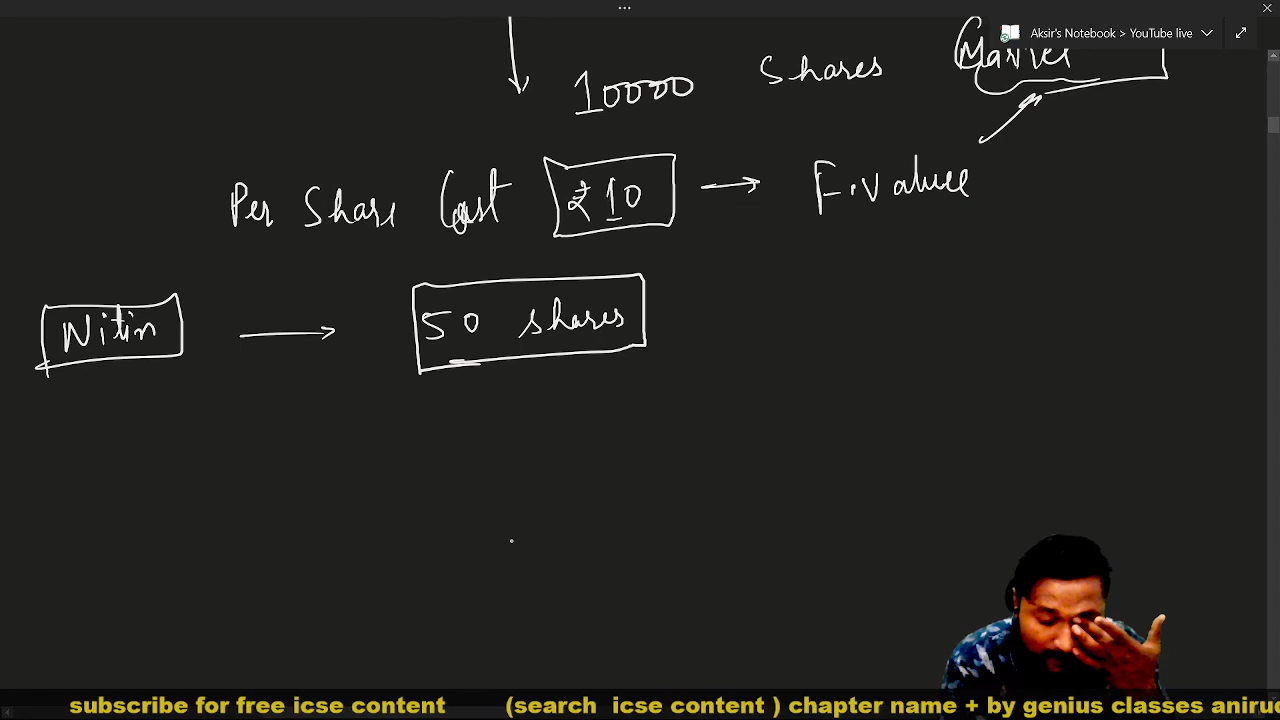 Aksir's Notebook > YouTube live
10000 shares Market
Per Share Cost ₹10 → F.value
Nitin → 50 shares
subscribe for free icse content (search icse content ) chapter name + by genius classes anirud